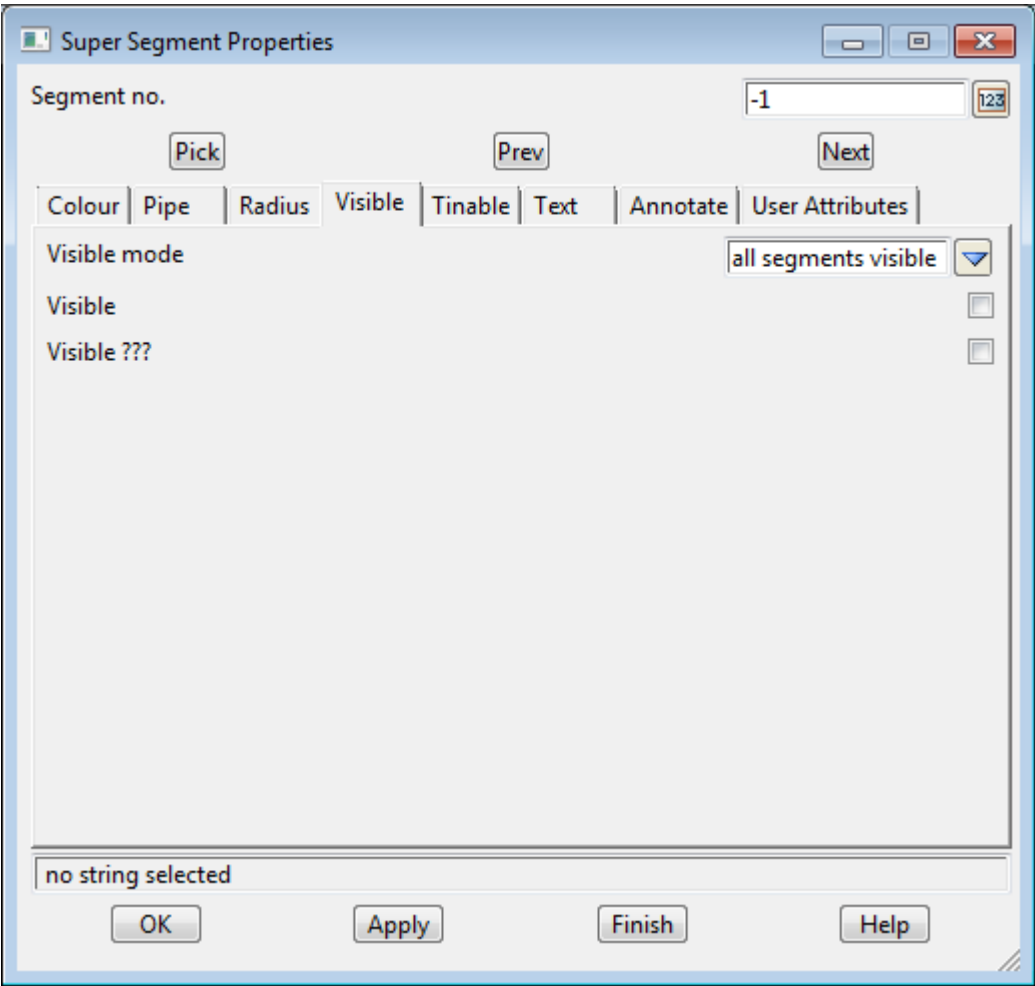 Super Segment Properties
Segment no. -1 123
Pick Prev Next
Colour Pipe Radius Visible Tinable Text Annotate User Attributes
Visible mode all segments visible
Visible
Visible ???
no string selected
OK Apply Finish Help